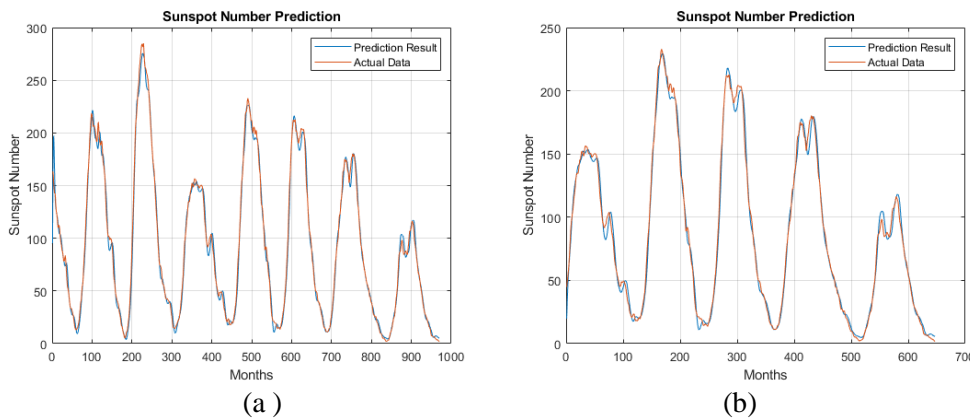 Sunspot Number Prediction
300
250
200
150
100
50
0
Sunspot Number
0 100 200 300 400 500 600 700 800 900 1000
Months
Prediction Result
Actual Data
(a )
Sunspot Number Prediction
250
200
150
100
50
0
Sunspot Number
0 100 200 300 400 500 600 700
Months
Prediction Result
Actual Data
(b)